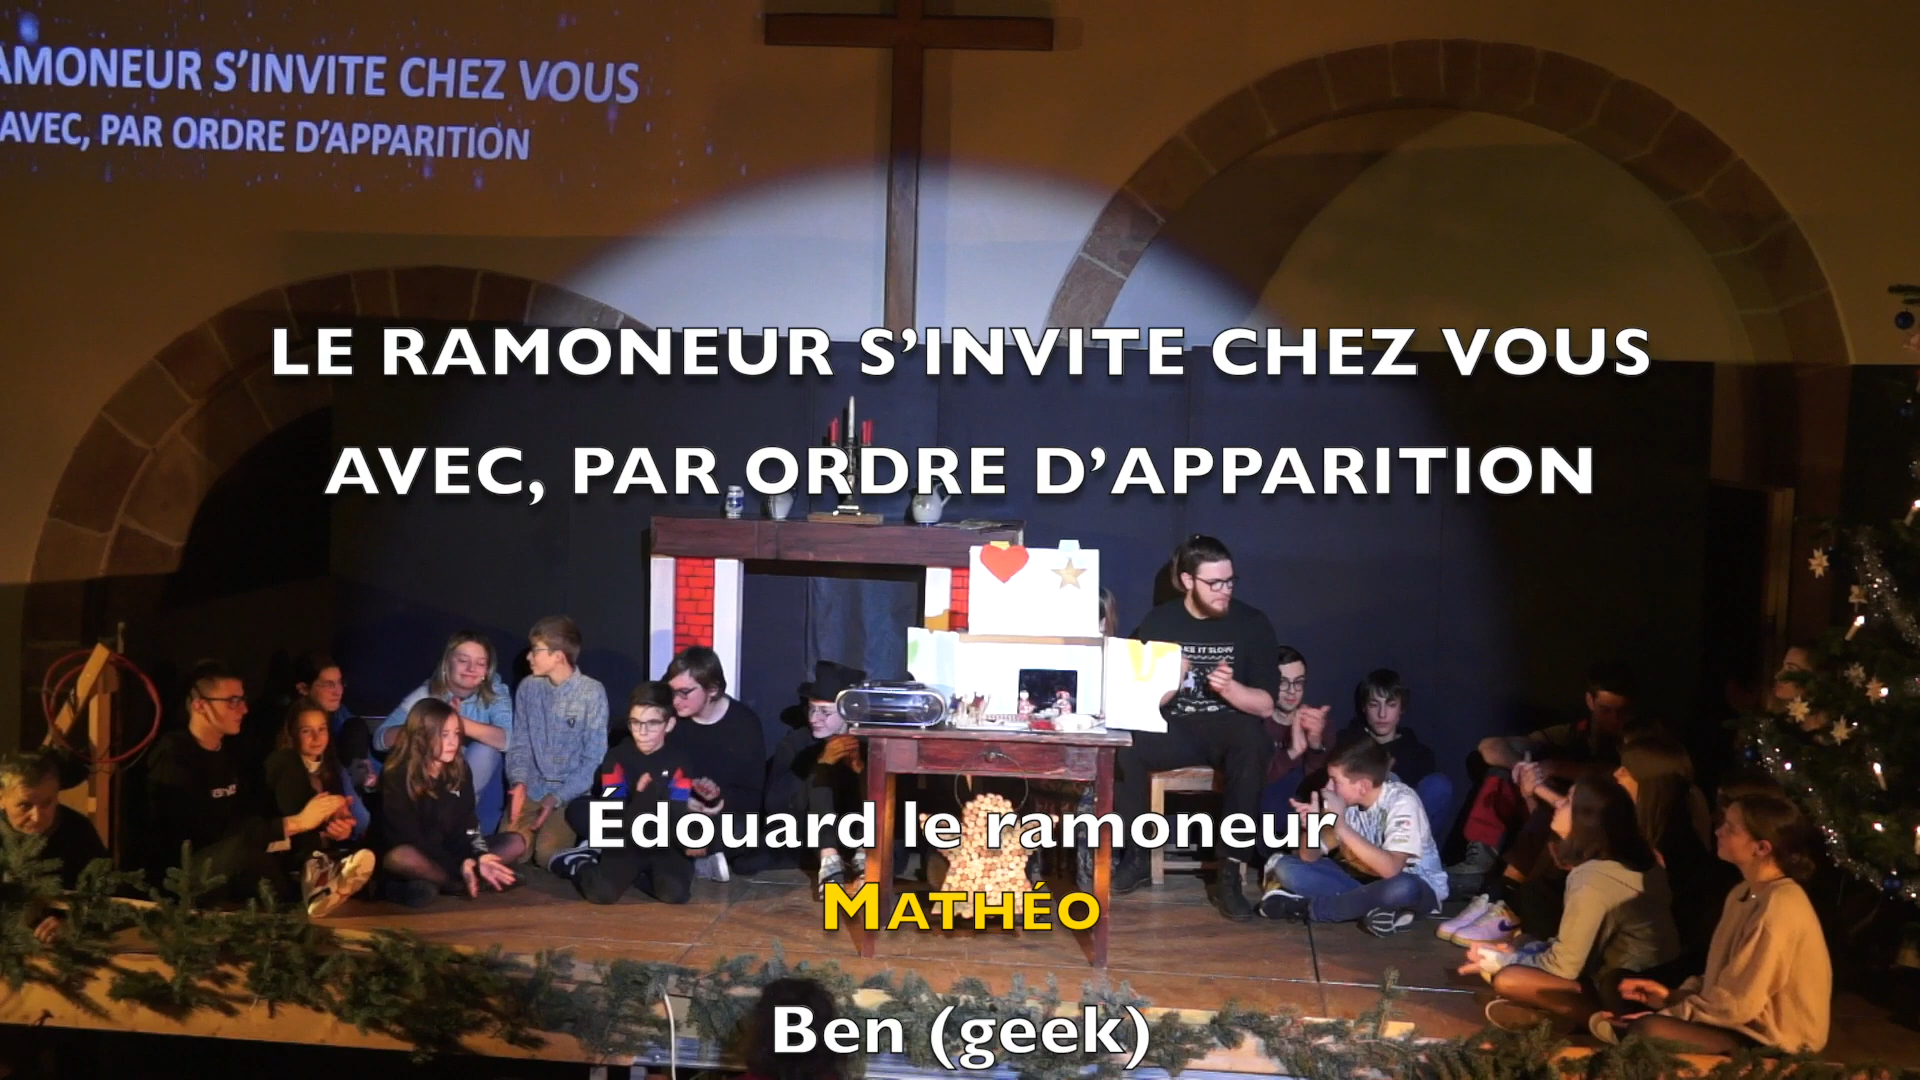 AMONEUR S'INVITE CHEZ VOUS
AVEC, PAR ORDRE D'APPARITION
LE RAMONEUR S’INVITE CHEZ VOUS
AVEC, PAR ORDRE D’APPARITION
Édouard le ramoneur
MATHÉO
Ben (geek)